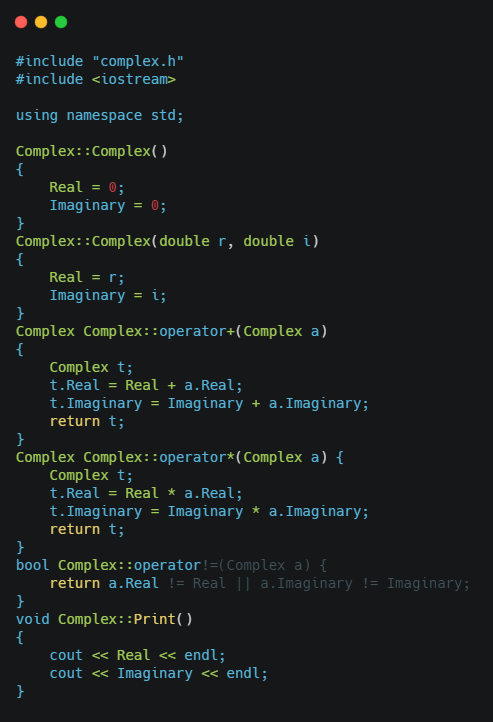 #include "complex.h"
#include <iostream>

using namespace std;

Complex::Complex()
{
    Real = 0;
    Imaginary = 0;
}
Complex::Complex(double r, double i)
{
    Real = r;
    Imaginary = i;
}
Complex Complex::operator+(Complex a)
{
    Complex t;
    t.Real = Real + a.Real;
    t.Imaginary = Imaginary + a.Imaginary;
    return t;
}
Complex Complex::operator*(Complex a) {
    Complex t;
    t.Real = Real * a.Real;
    t.Imaginary = Imaginary * a.Imaginary;
    return t;
}
bool Complex::operator!=(Complex a) {
    return a.Real != Real || a.Imaginary != Imaginary;
}
void Complex::Print()
{
    cout << Real << endl;
    cout << Imaginary << endl;
}